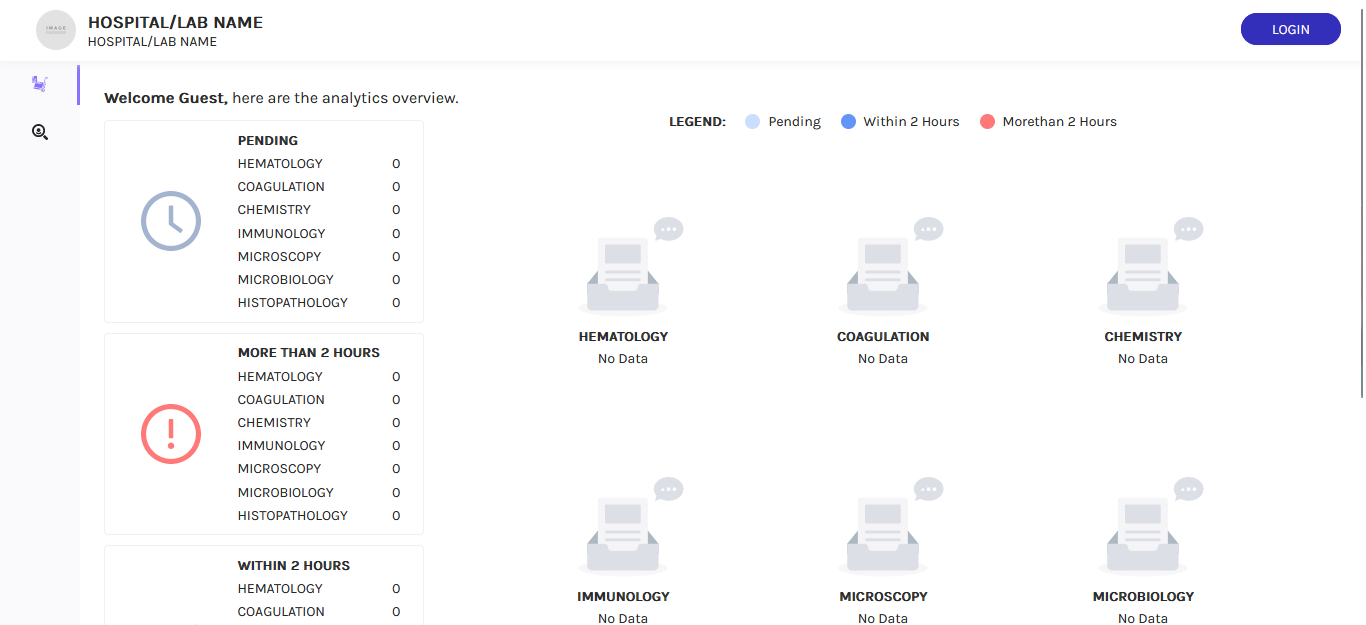 HOSPITAL/LAB NAME
HOSPITAL/LAB NAME
LOGIN
Welcome Guest, here are the analytics overview.
PENDING
HEMATOLOGY 0
COAGULATION 0
CHEMISTRY 0
IMMUNOLOGY 0
MICROSCOPY 0
MICROBIOLOGY 0
HISTOPATHOLOGY 0
MORE THAN 2 HOURS
HEMATOLOGY 0
COAGULATION 0
CHEMISTRY 0
IMMUNOLOGY 0
MICROSCOPY 0
MICROBIOLOGY 0
HISTOPATHOLOGY 0
WITHIN 2 HOURS
HEMATOLOGY 0
COAGULATION 0
LEGEND: Pending Within 2 Hours Morethan 2 Hours
HEMATOLOGY
No Data
COAGULATION
No Data
CHEMISTRY
No Data
IMMUNOLOGY
No Data
MICROSCOPY
No Data
MICROBIOLOGY
No Data